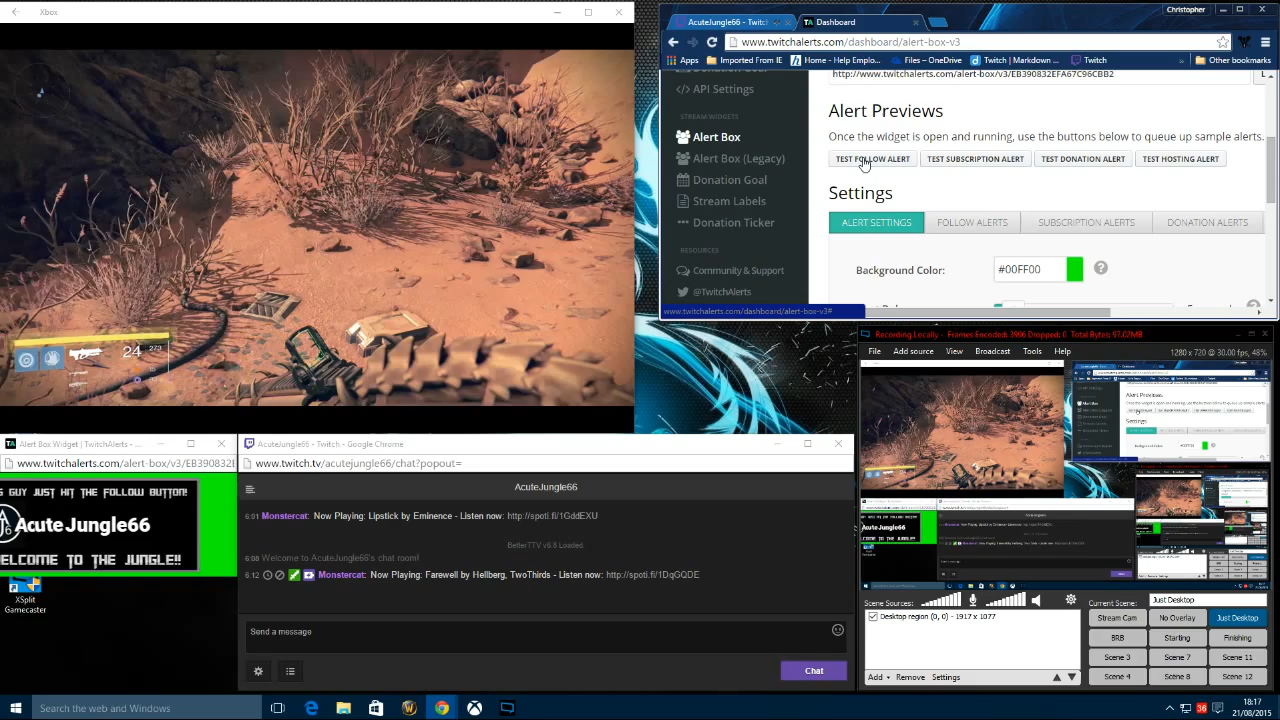 Xbox
24
AcuteJungle66 - Twitch
Dashboard
Christopher
www.twitchalerts.com/dashboard/alert-box-v3
Apps
Imported From IE
Home - Help Emplo...
Files – OneDrive
Twitch | Markdown ...
Twitch
»
Other bookmarks
http://www.twitchalerts.com/alert-box/v3/EB390832EFA67C96CBB2
</> API Settings
STREAM WIDGETS
Alert Box
Alert Box (Legacy)
Donation Goal
Stream Labels
Donation Ticker
RESOURCES
Community & Support
@TwitchAlerts
www.twitchalerts.com/dashboard/alert-box-v3#
Alert Previews
Once the widget is open and running, use the buttons below to queue up sample alerts.
TEST FOLLOW ALERT
TEST SUBSCRIPTION ALERT
TEST DONATION ALERT
TEST HOSTING ALERT
Settings
ALERT SETTINGS
FOLLOW ALERTS
SUBSCRIPTION ALERTS
DONATION ALERTS
Background Color:
#00FF00
?
Recording Locally - Frames Encoded: 3996 Dropped: 0 Total Bytes: 97.02MB
File
Add source
View
Broadcast
Tools
Help
1280 x 720 @ 30.00 fps, 48%
Scene Sources:
Desktop region (0, 0) - 1917 x 1077
Add
Remove
Settings
Current Scene:
Just Desktop
Stream Cam
No Overlay
Just Desktop
BRB
Starting
Finishing
Scene 3
Scene 7
Scene 11
Scene 4
Scene 8
Scene 12
Alert Box Widget | TwitchAlerts - ...
www.twitchalerts.com/alert-box/v3/EB390832E
GUY JUST HIT THE FOLLOW BUTTON!
AcuteJungle66
WELCOME TO THE JUNGLE!!
XSplit
Gamecaster
AcuteJungle66 - Twitch - Google Chrome
www.twitch.tv/acutejungle66/chat?popout=
AcuteJungle66
6:01 Monstercat: Now Playing: Lipstick by Eminence - Listen now: http://spoti.fi/1GddEXU
Welcome to AcuteJungle66's chat room!
Monstercat: Now Playing: Farewell by Hellberg,
Listen now: http://spoti.fi/1DqGQDE
Send a message
Chat
Search the web and Windows
36
18:17
21/08/2015